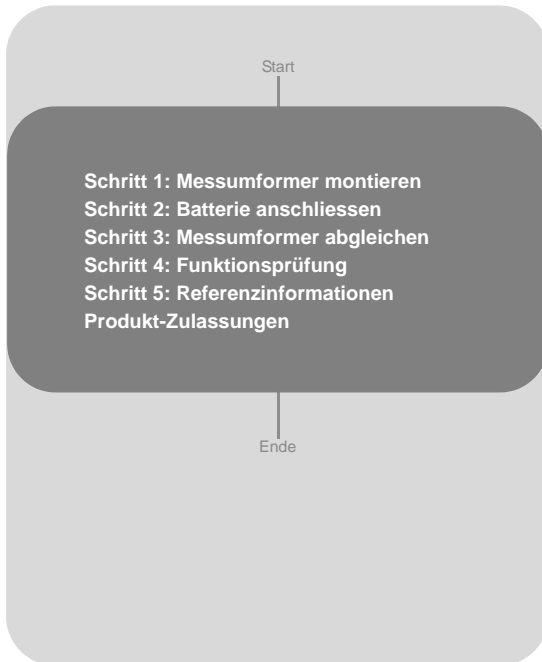 Start
Schritt 1: Messumformer montieren
Schritt 2: Batterie anschliessen
Schritt 3: Messumformer abgleichen
Schritt 4: Funktionsprüfung
Schritt 5: Referenzinformationen
Produkt-Zulassungen
Ende